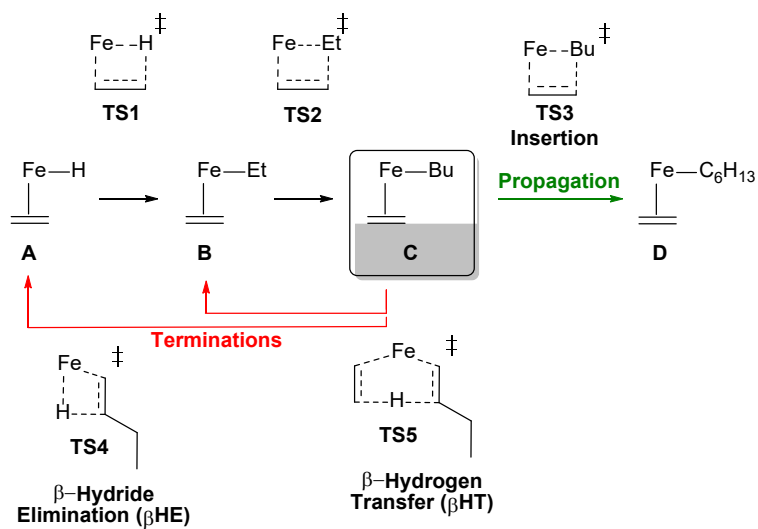 Fe H ‡
TS1
Fe Et ‡
TS2
Fe Bu ‡
TS3
Insertion
Fe H
A
Fe Et
B
Fe Bu
C
Propagation
Fe C₆H₁₃
D
Terminations
Fe ‡
H
TS4
β−Hydride
Elimination (βHE)
Fe ‡
H
TS5
β−Hydrogen
Transfer (βHT)